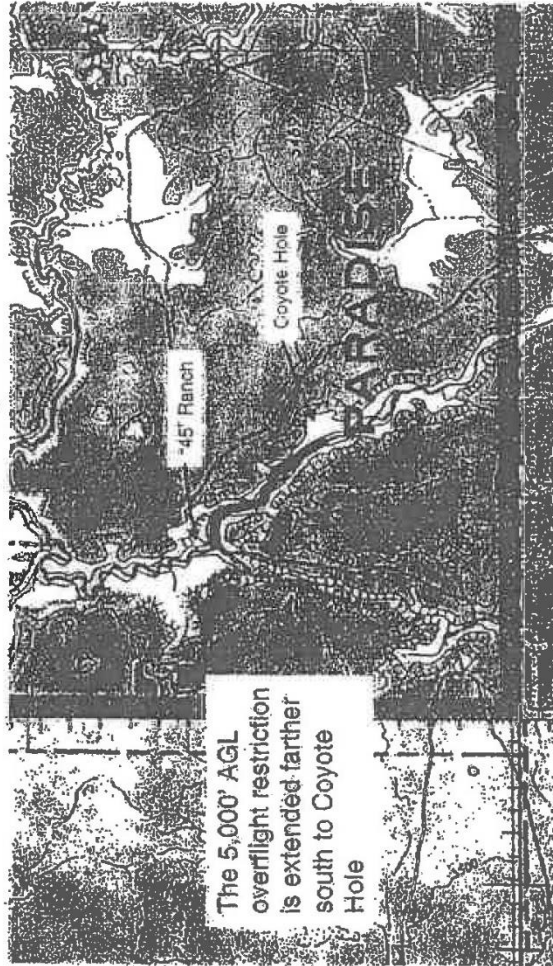 The 5,000' AGL
overflight restriction
is extended farther
south to Coyote
Hole
'45' Ranch
Coyote Hole
PARADISE